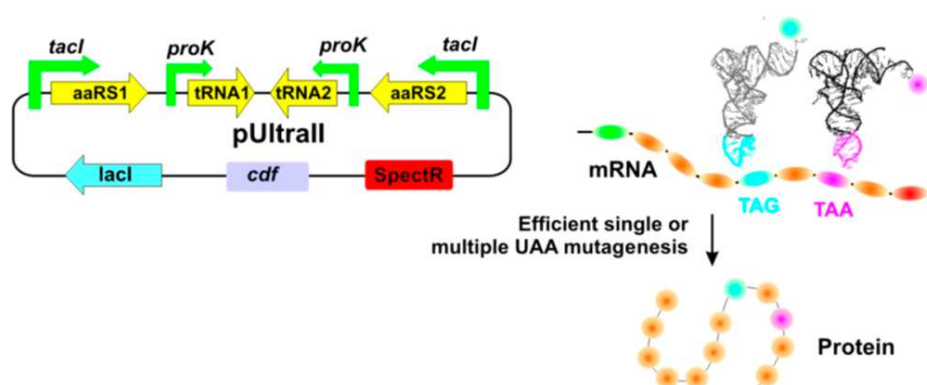 tacI
proK
proK
tacI
aaRS1
tRNA1
tRNA2
aaRS2
pUltraII
lacI
cdf
SpectR
mRNA
TAG
TAA
Efficient single or
multiple UAA mutagenesis
Protein